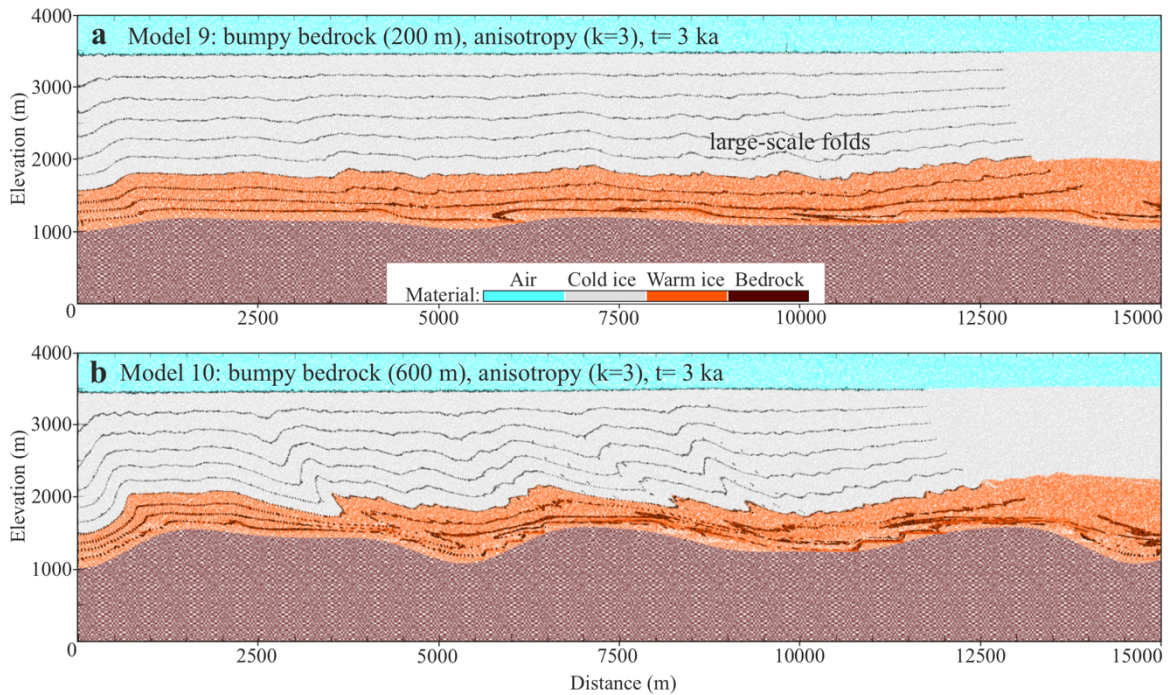 a Model 9: bumpy bedrock (200 m), anisotropy (k=3), t= 3 ka
4000
3000
2000
1000
0
Elevation (m)
large-scale folds
Air Cold ice Warm ice Bedrock
Material:
0 2500 5000 7500 10000 12500 15000
b Model 10: bumpy bedrock (600 m), anisotropy (k=3), t= 3 ka
4000
3000
2000
1000
0
Elevation (m)
0 2500 5000 7500 10000 12500 15000
Distance (m)